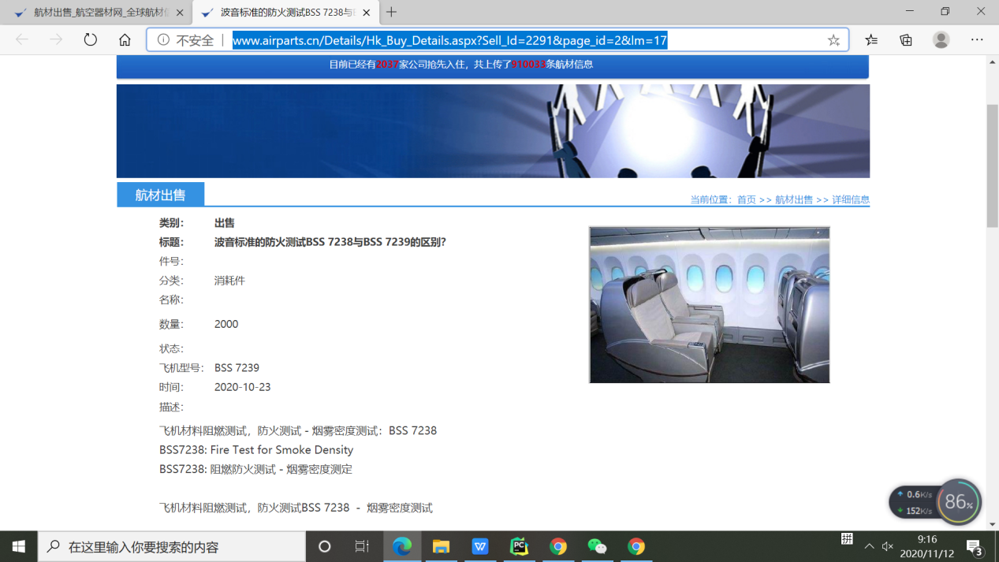 航材出售_航空器材网_全球航材信
波音标准的防火测试BSS 7238与B
不安全
www.airparts.cn/Details/Hk_Buy_Details.aspx?Sell_Id=2291&page_id=2&lm=17
目前已经有2037家公司抢先入住，共上传了910033条航材信息
航材出售
当前位置：首页 >> 航材出售 >> 详细信息
类别： 出售
标题： 波音标准的防火测试BSS 7238与BSS 7239的区别?
件号：
分类： 消耗件
名称：
数量： 2000
状态：
飞机型号： BSS 7239
时间： 2020-10-23
描述：
飞机材料阻燃测试，防火测试 - 烟雾密度测试：BSS 7238
BSS7238: Fire Test for Smoke Density
BSS7238: 阻燃防火测试 - 烟雾密度测定
飞机材料阻燃测试，防火测试BSS 7238 - 烟雾密度测试
0.6K/s
152K/s
86%
在这里输入你要搜索的内容
W
PC
拼
9:16
2020/11/12
3